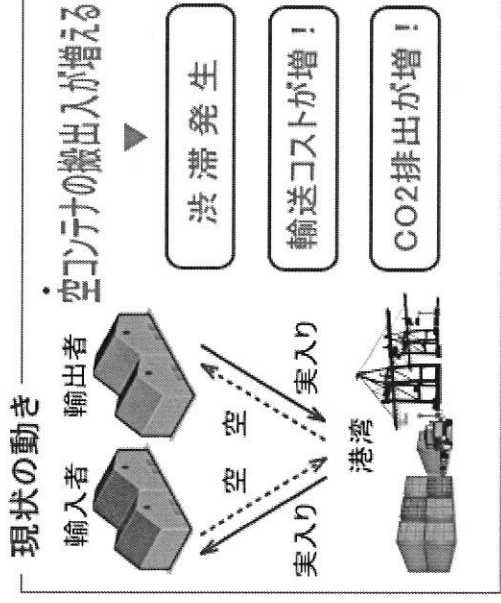 現状の動き
輸入者
輸出者
空
空
実入り
実入り
港湾
空コンテナの搬出入が増える
渋滞発生
輸送コストが増！
CO2排出が増！